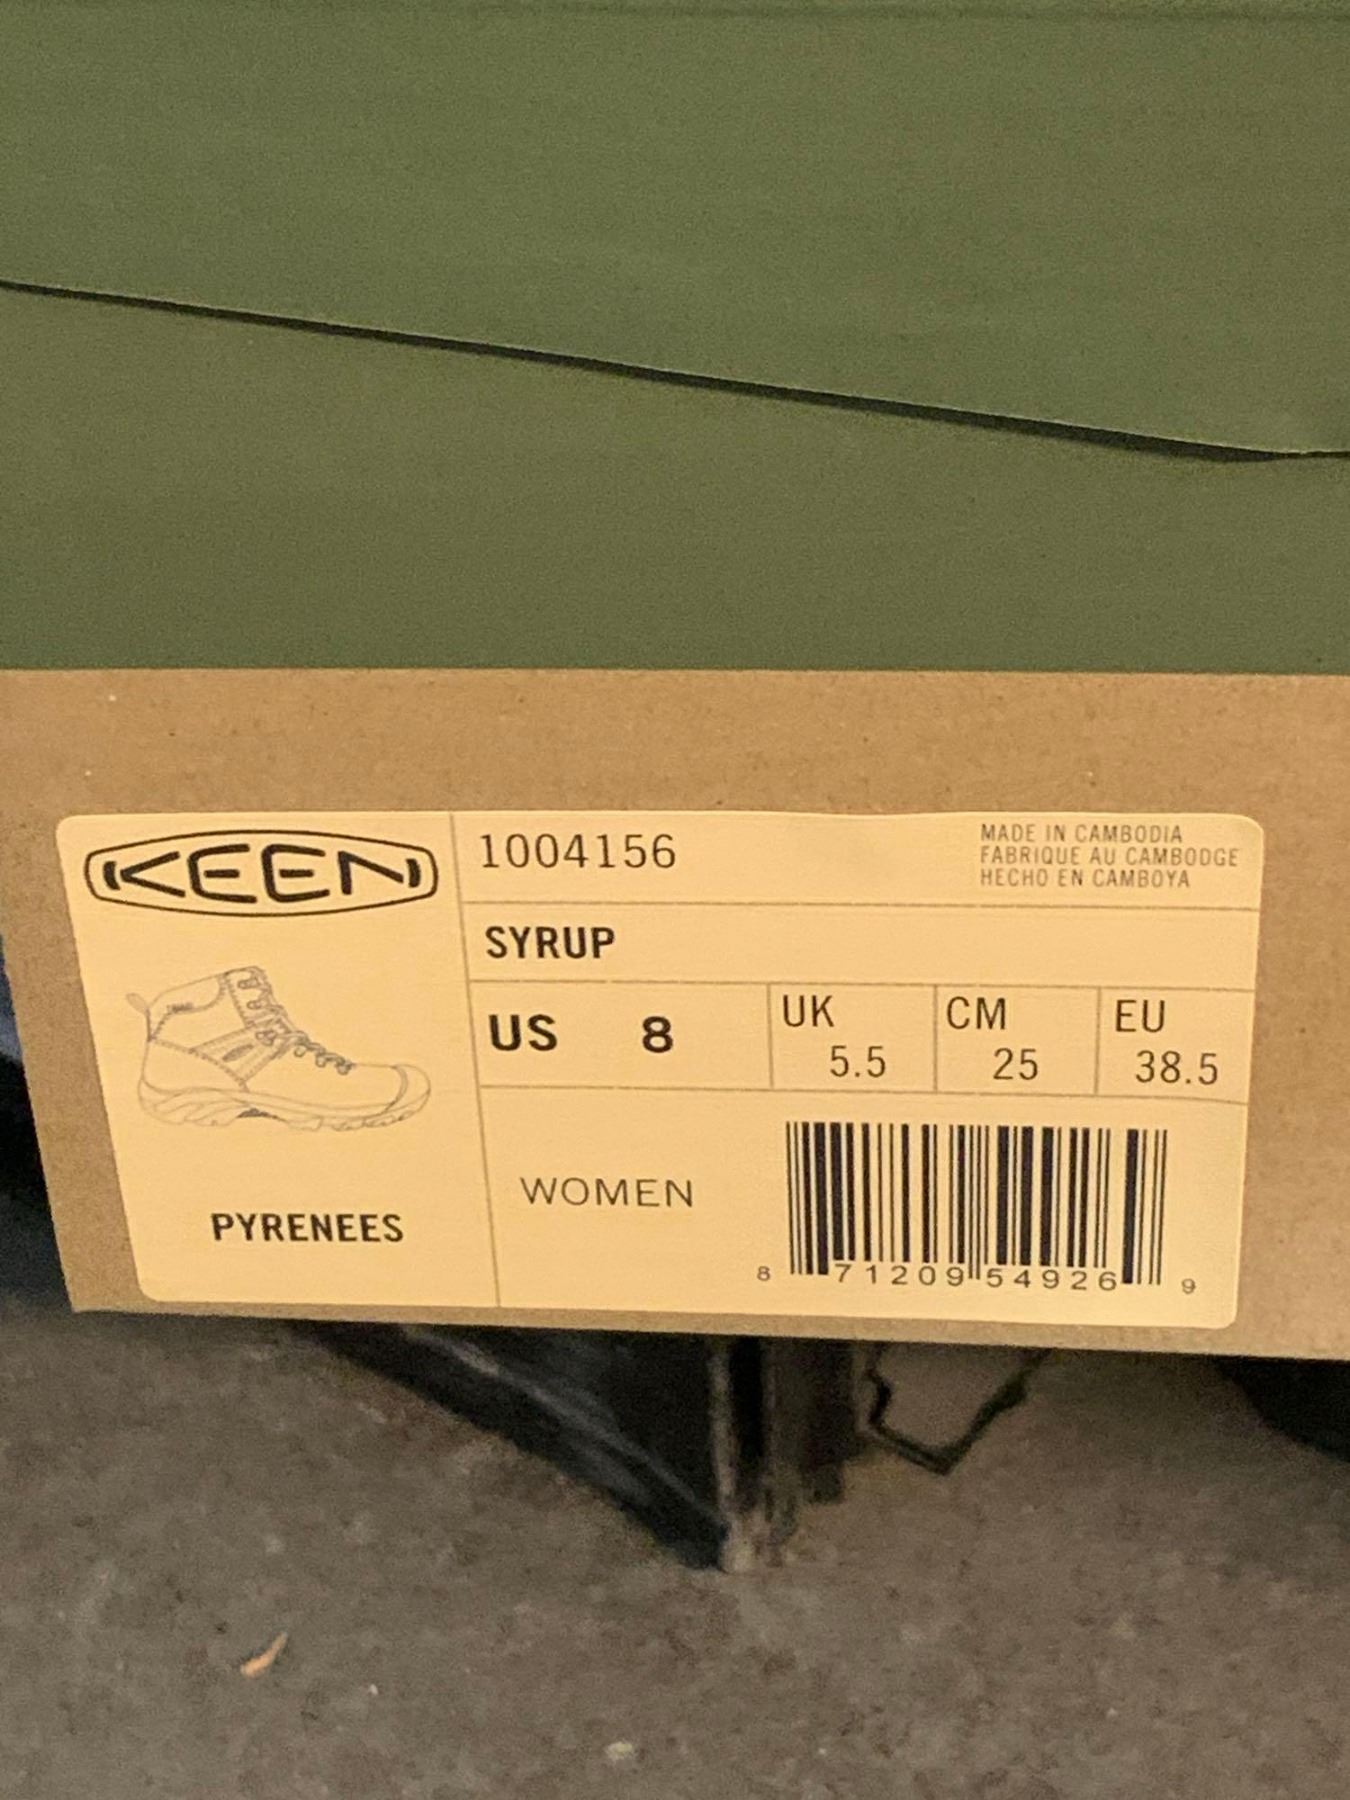 KEEN
1004156
MADE IN CAMBODIA
FABRIQUE AU CAMBODGE
HECHO EN CAMBOYA
SYRUP
US 8
UK 5.5
CM 25
EU 38.5
PYRENEES
WOMEN
8 71209 54926 9